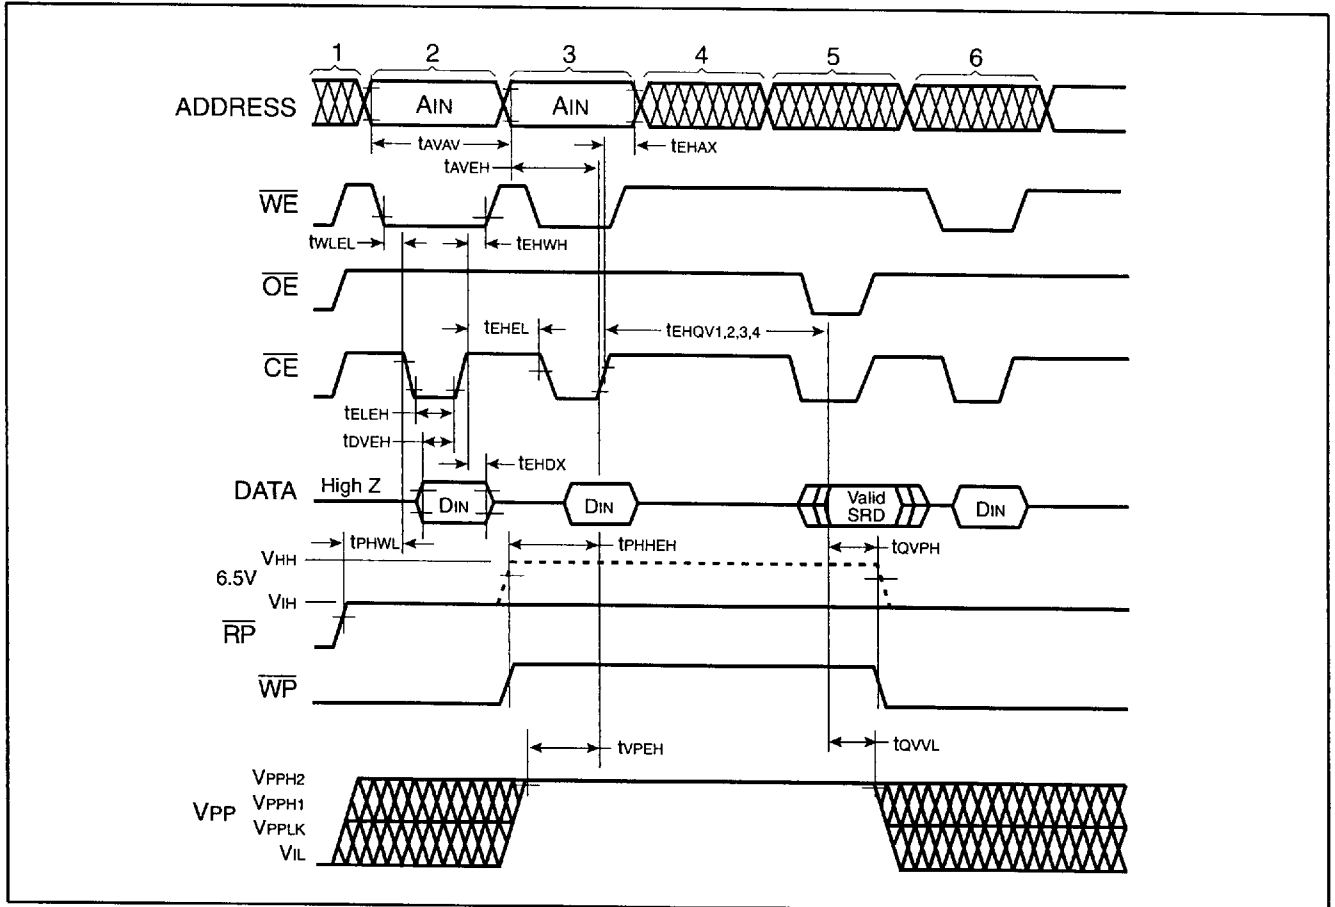 1 2 3 4 5 6
ADDRESS AIN AIN
tAVAV tEHAX
tAVEH
WE
tWLEL tEHWH
OE
tEHEL tEHQV1,2,3,4
CE
tELEH
tDVEH
tEHDX
DATA High Z DIN DIN Valid SRD DIN
tPHWL tPHHEH tQVPH
VHH
6.5V
VIH
RP
WP
tVPEH tQVVL
VPPH2
VPPH1
VPP
VPPLK
VIL